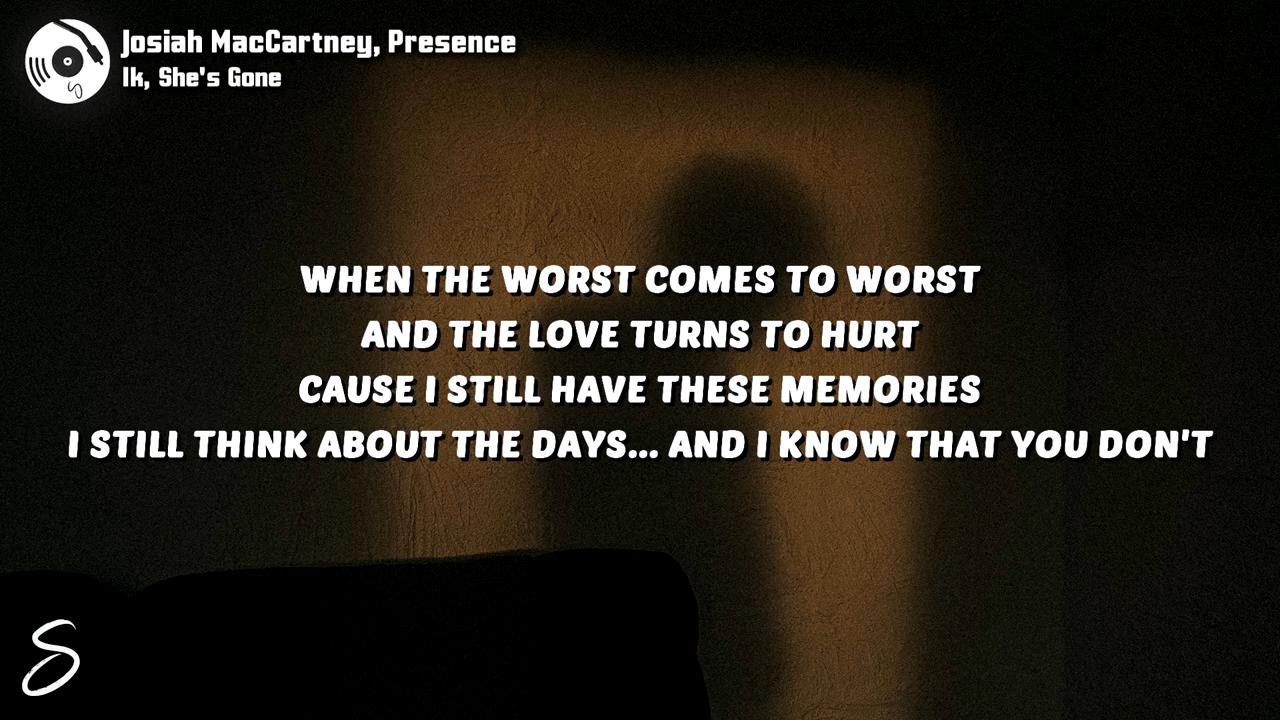 Josiah MacCartney, Presence
Ik, She's Gone
WHEN THE WORST COMES TO WORST
AND THE LOVE TURNS TO HURT
CAUSE I STILL HAVE THESE MEMORIES
I STILL THINK ABOUT THE DAYS... AND I KNOW THAT YOU DON'T
S